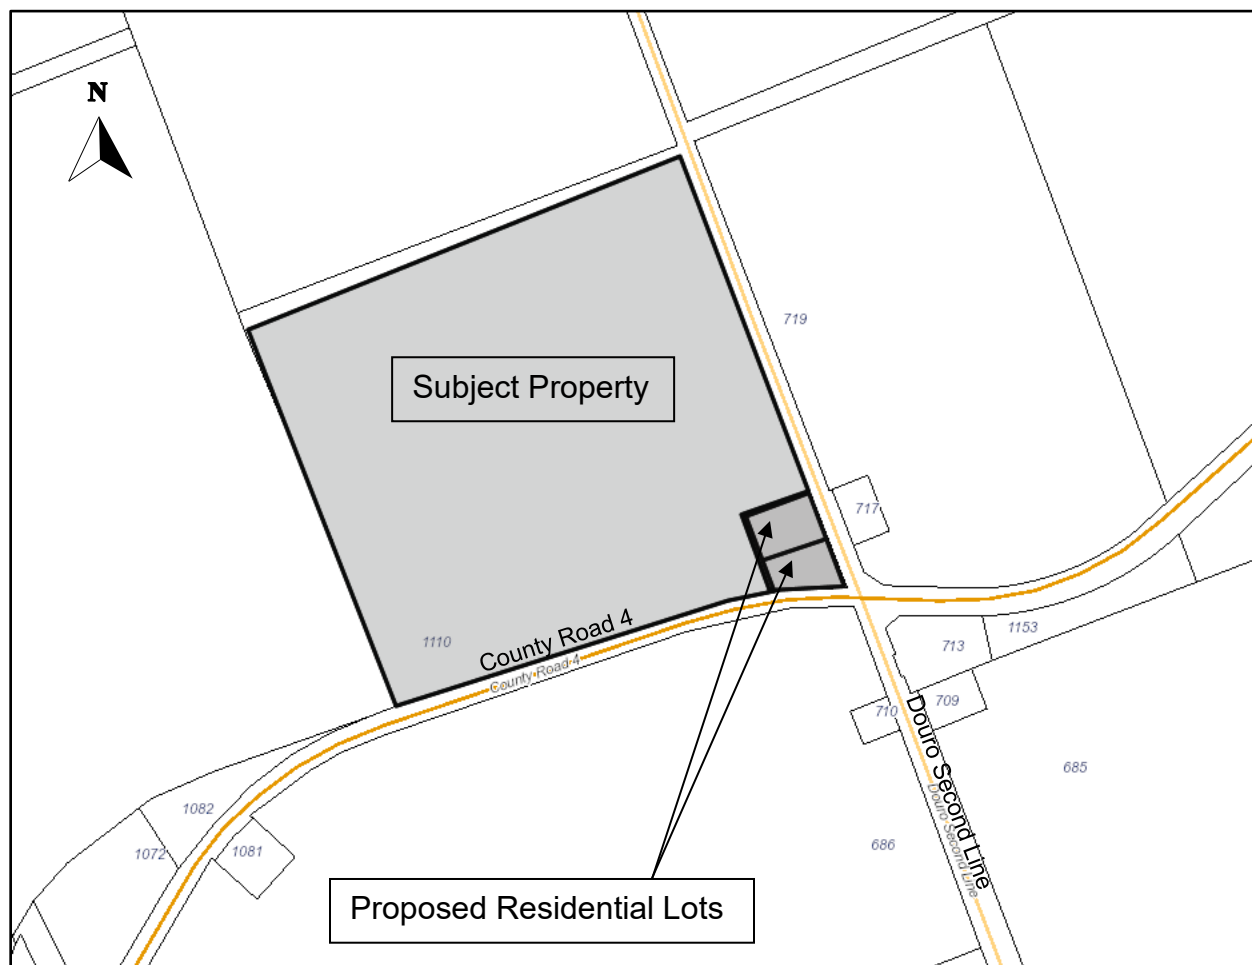 N
719
Subject Property
717
County Road 4
1110
County Road 4
1153
713
709
710
Douro Second Line
Douro Second Line
685
1082
686
1072
1081
Proposed Residential Lots